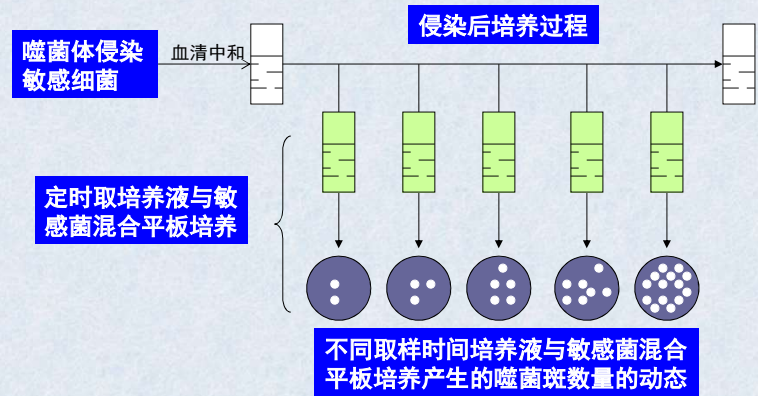 侵染后培养过程
噬菌体侵染
敏感细菌
血清中和
定时取培养液与敏
感菌混合平板培养
不同取样时间培养液与敏感菌混合
平板培养产生的噬菌斑数量的动态